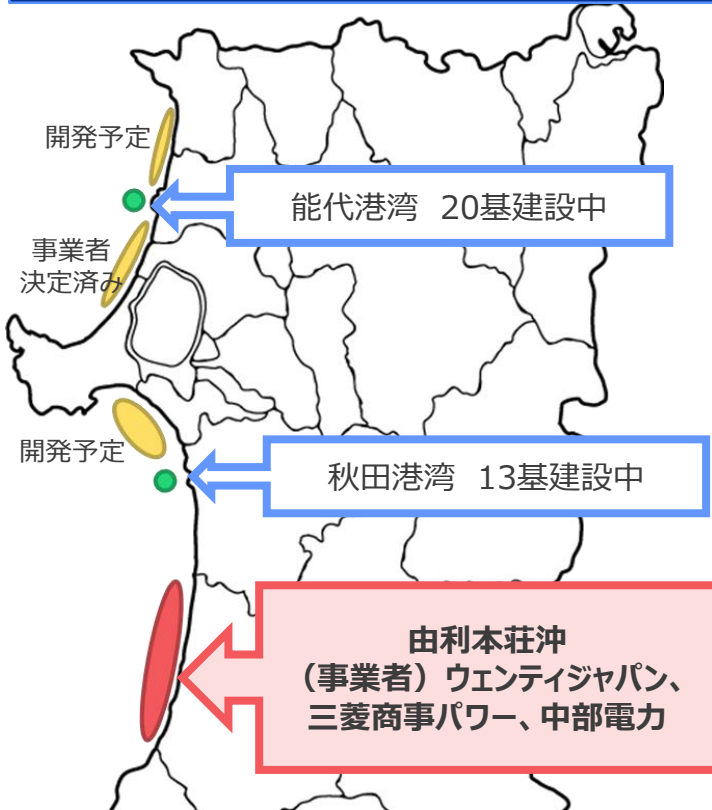 開発予定
能代港湾 20基建設中
事業者
決定済み
開発予定
秋田港湾 13基建設中
由利本荘沖
（事業者）ウェンティジャパン、
三菱商事パワー、中部電力